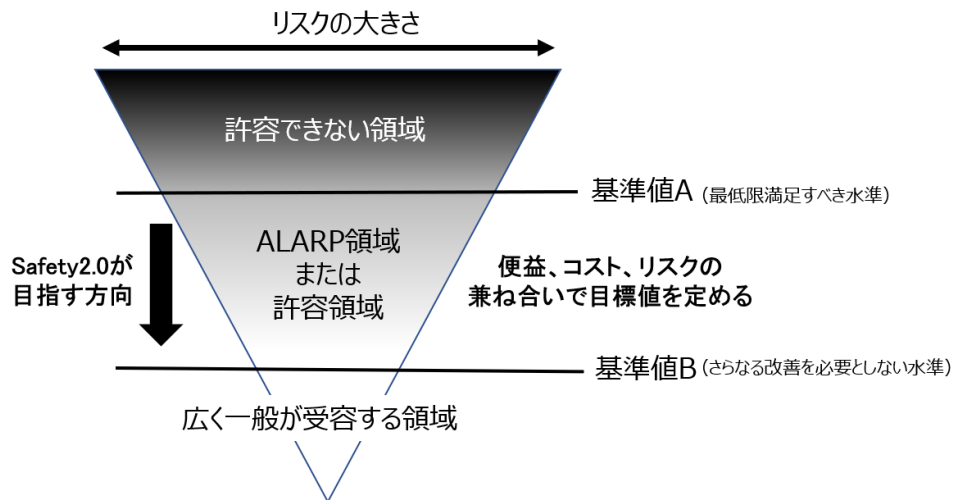 リスクの大きさ
許容できない領域
基準値A（最低限満足すべき水準）
ALARP領域
または
許容領域
Safety2.0が
目指す方向
便益、コスト、リスクの
兼ね合いで目標値を定める
基準値B（さらなる改善を必要としない水準）
広く一般が受容する領域